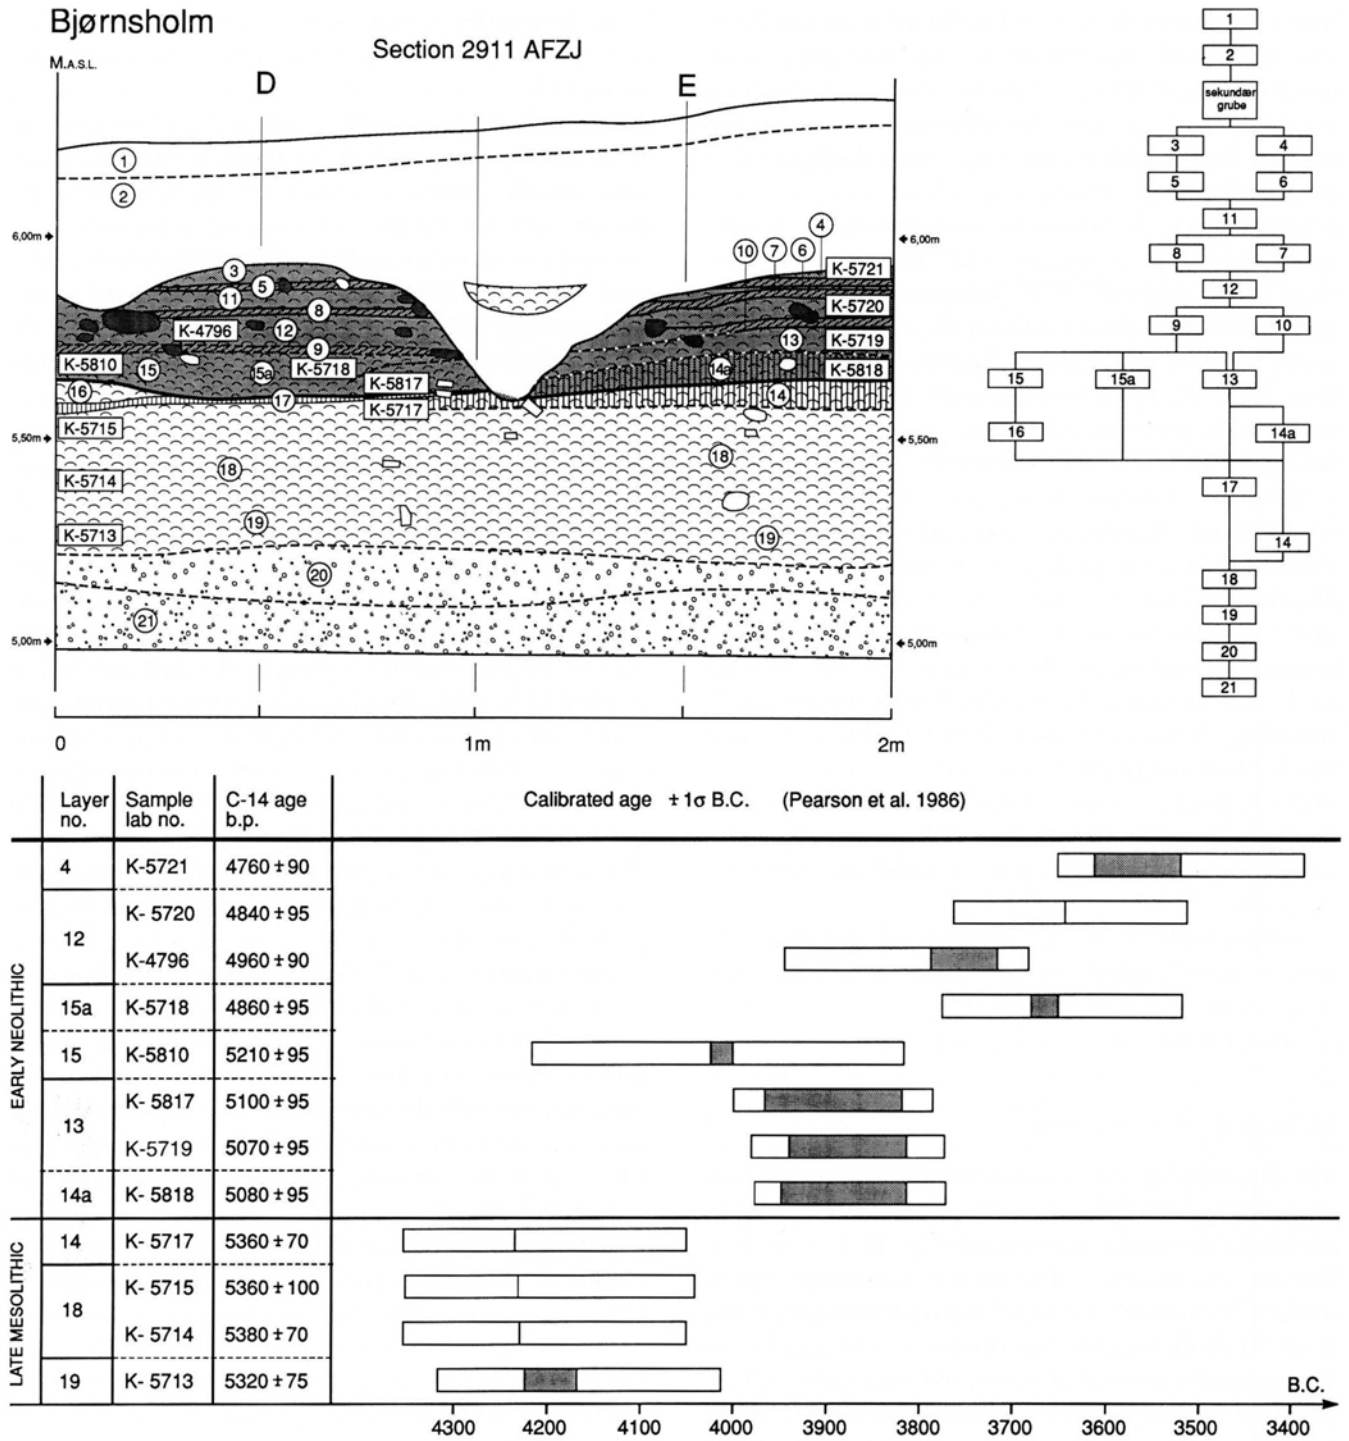 Bjørnsholm
Section 2911 AFZJ
M.A.S.L.
D
E
1
2
6,00m
6,00m
4
10
7
6
3
5
K-5721
11
8
K-5720
K-4796
12
13
K-5719
9
K-5810
15
15a
K-5718
14a
K-5818
K-5817
16
17
14
K-5717
K-5715
5,50m
5,50m
18
18
K-5714
19
19
K-5713
20
21
5,00m
5,00m
0
1m
2m
1
2
sekundær
grube
3
4
5
6
11
8
7
12
9
10
15
15a
13
16
14a
17
14
18
19
20
21
Layer no.
Sample lab no.
C-14 age b.p.
Calibrated age ± 1σ B.C. (Pearson et al. 1986)
EARLY NEOLITHIC
4 K-5721 4760 ± 90
12 K- 5720 4840 ± 95
K-4796 4960 ± 90
15a K-5718 4860 ± 95
15 K-5810 5210 ± 95
13 K- 5817 5100 ± 95
K-5719 5070 ± 95
14a K- 5818 5080 ± 95
LATE MESOLITHIC
14 K- 5717 5360 ± 70
18 K- 5715 5360 ± 100
K- 5714 5380 ± 70
19 K- 5713 5320 ± 75
B.C.
4300 4200 4100 4000 3900 3800 3700 3600 3500 3400